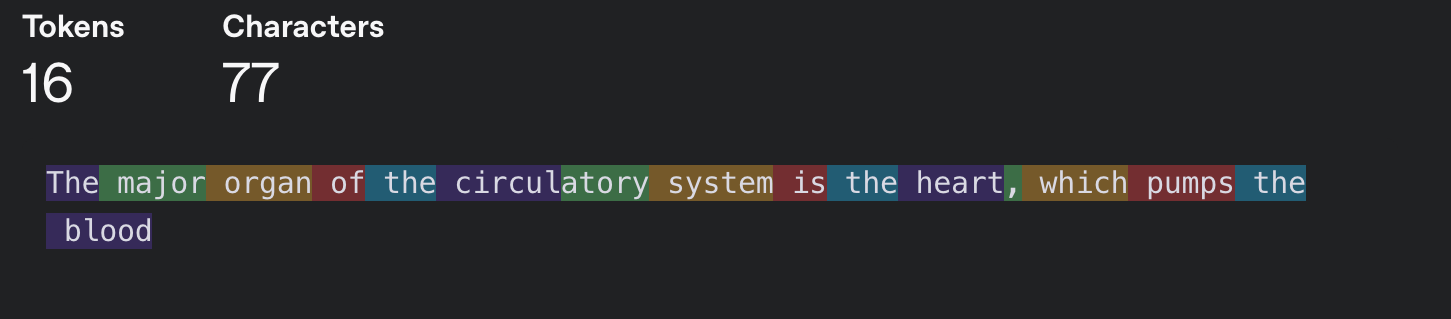 Tokens Characters
16 77
The major organ of the circulatory system is the heart, which pumps the
blood